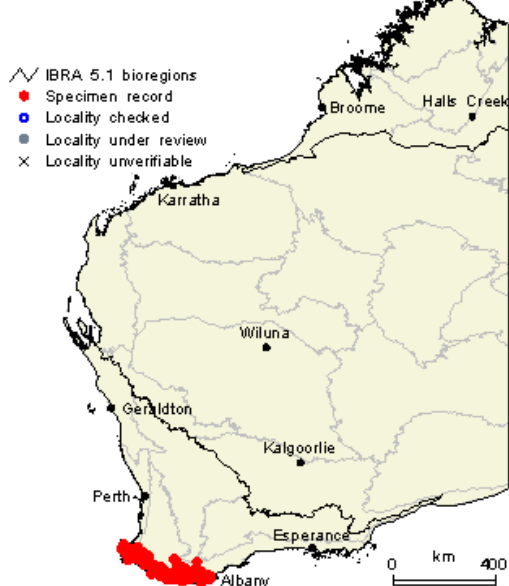 IBRA 5.1 bioregions
Specimen record
Locality checked
Locality under review
Locality unverifiable
Broome
Halls Creek
Karratha
Wiluna
Geraldton
Kalgoorlie
Perth
Esperance
Albany
km
0 400